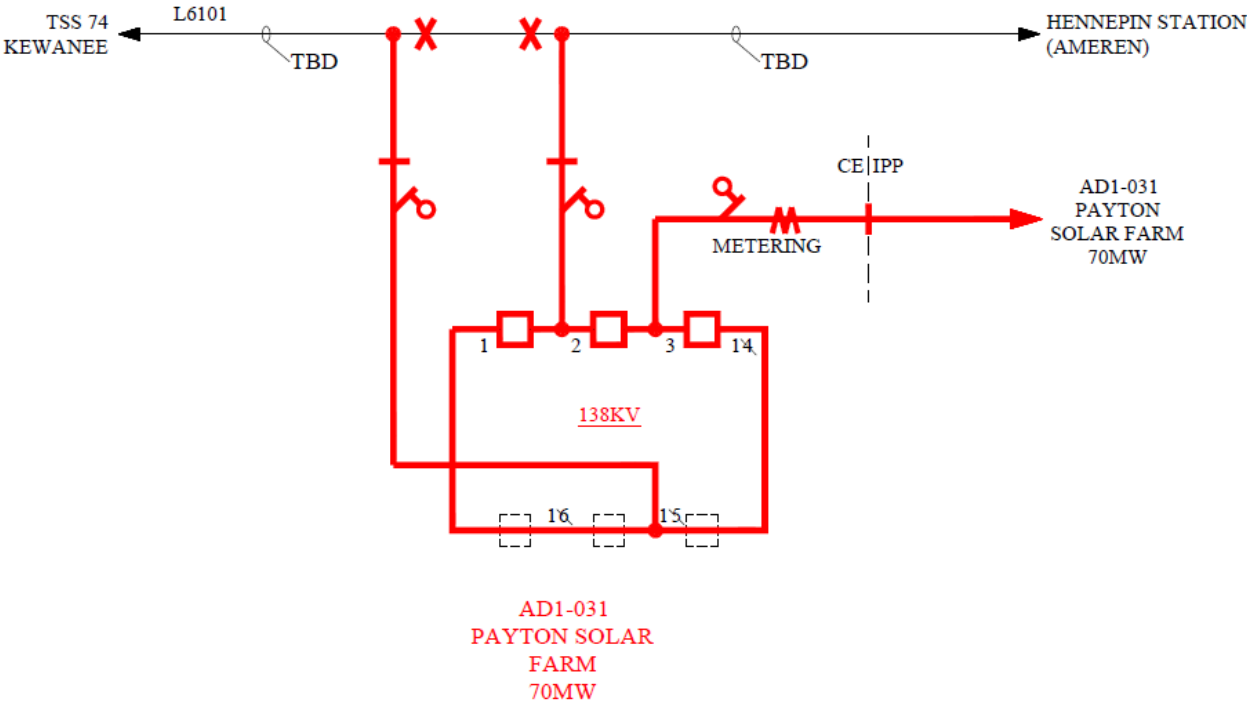 TSS 74
KEWANEE
L6101
TBD
TBD
HENNEPIN STATION
(AMEREN)
CE IPP
AD1-031
PAYTON
SOLAR FARM
70MW
METERING
1
2
3
14
138KV
16
15
AD1-031
PAYTON SOLAR
FARM
70MW